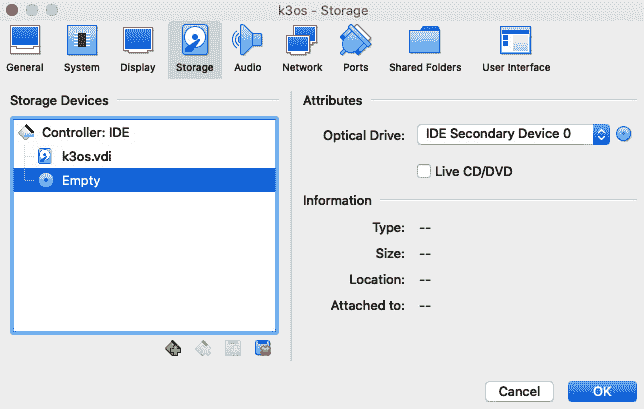 k3os - Storage
General System Display Storage Audio Network Ports Shared Folders User Interface
Storage Devices
Controller: IDE
k3os.vdi
Empty
Attributes
Optical Drive: IDE Secondary Device 0
Live CD/DVD
Information
Type: --
Size: --
Location: --
Attached to: --
Cancel OK